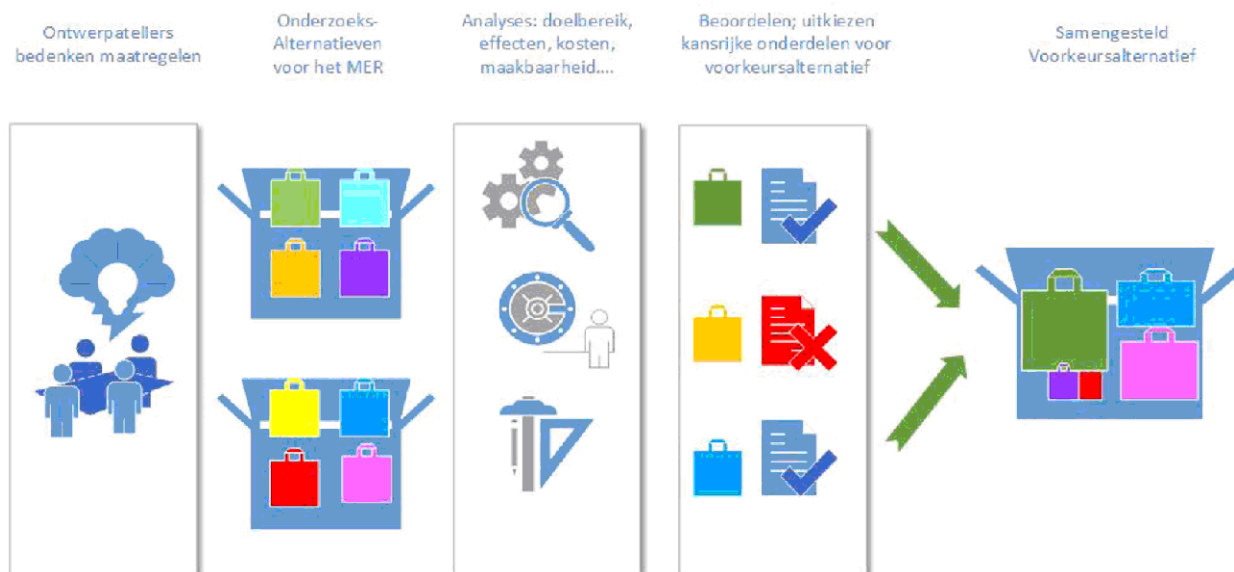 Ontwerpatellers
bedenken maatregelen
Onderzoeks-
Alternatieven
voor het MER
Analyses: doelbereik,
effecten, kosten,
maakbaarheid....
Beoordelen; uitkiezen
kansrijke onderdelen voor
voorkeursalternatief
Samengesteld
Voorkeursalternatief